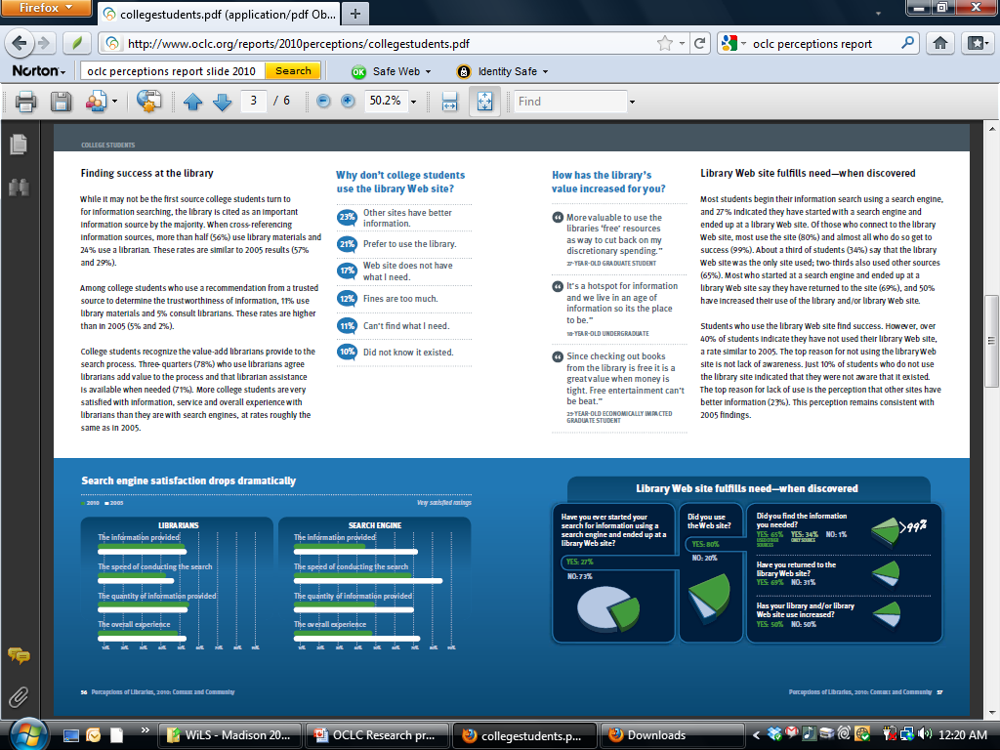 Firefox
collegestudents.pdf (application/pdf Ob...
http://www.oclc.org/reports/2010perceptions/collegestudents.pdf
oclc perceptions report
Norton
oclc perceptions report slide 2010
Search
OK
Safe Web
Identity Safe
3 / 6
50.2%
Find
COLLEGE STUDENTS
Finding success at the library
While it may not be the first source college students turn to
for information searching, the library is cited as an important
information source by the majority. When cross-referencing
information sources, more than half (56%) use library materials and
24% use a librarian. These rates are similar to 2005 results (57%
and 29%).
Among college students who use a recommendation from a trusted
source to determine the trustworthiness of information, 11% use
library materials and 5% consult librarians. These rates are higher
than in 2005 (5% and 2%).
College students recognize the value-add librarians provide to the
search process. Three-quarters (78%) who use librarians agree
librarians add value to the process and that librarian assistance
is available when needed (71%). More college students are very
satisfied with information, service and overall experience with
librarians than they are with search engines, at rates roughly the
same as in 2005.
Why don't college students
use the library Web site?
23% Other sites have better
information.
21% Prefer to use the library.
17% Web site does not have
what I need.
12% Fines are too much.
11% Can't find what I need.
10% Did not know it existed.
How has the library's
value increased for you?
“ More valuable to use the
libraries 'free' resources
as way to cut back on my
discretionary spending.”
27-YEAR-OLD GRADUATE STUDENT
“ It's a hotspot for information
and we live in an age of
information so its the place
to be.”
18-YEAR-OLD UNDERGRADUATE
“ Since checking out books
from the library is free it is a
great value when money is
tight. Free entertainment can't
be beat.”
29-YEAR-OLD ECONOMICALLY IMPACTED
GRADUATE STUDENT
Library Web site fulfills need—when discovered
Most students begin their information search using a search engine,
and 27% indicated they have started with a search engine and
ended up at a library Web site. Of those who connect to the library
Web site, most use the site (80%) and almost all who do so get to
success (99%). About a third of students (34%) say that the library
Web site was the only site used; two-thirds also used other sources
(65%). Most who started at a search engine and ended up at a
library Web site say they have returned to the site (69%), and 50%
have increased their use of the library and/or library Web site.
Students who use the library Web site find success. However, over
40% of students indicate they have not used their library Web site,
a rate similar to 2005. The top reason for not using the library Web
site is not lack of awareness. Just 10% of students who do not use
the library site indicated that they were not aware that it existed.
The top reason for lack of use is the perception that other sites have
better information (23%). This perception remains consistent with
2005 findings.
Search engine satisfaction drops dramatically
2010 2005
Very satisfied ratings
LIBRARIANS
The information provided
The speed of conducting the search
The quantity of information provided
The overall experience
10% 20% 30% 40% 50% 60% 70% 80% 90%
SEARCH ENGINE
The information provided
The speed of conducting the search
The quantity of information provided
The overall experience
10% 20% 30% 40% 50% 60% 70% 80% 90%
Library Web site fulfills need—when discovered
Have you ever started your
search for information using a
search engine and ended up at a
library Web site?
YES: 27%
NO: 73%
Did you use
the Web site?
YES: 80%
NO: 20%
Did you find the information
you needed?
YES: 65% YES: 34% NO: 1%
USED OTHER SOURCES
ONLY SOURCE
>99%
Have you returned to the
library Web site?
YES: 69% NO: 31%
Has your library and/or library
Web site use increased?
YES: 50% NO: 50%
56 Perceptions of Libraries, 2010: Context and Community
Perceptions of Libraries, 2010: Context and Community 57
WiLS - Madison 20...
OCLC Research pr...
collegestudents.p...
Downloads
12:20 AM